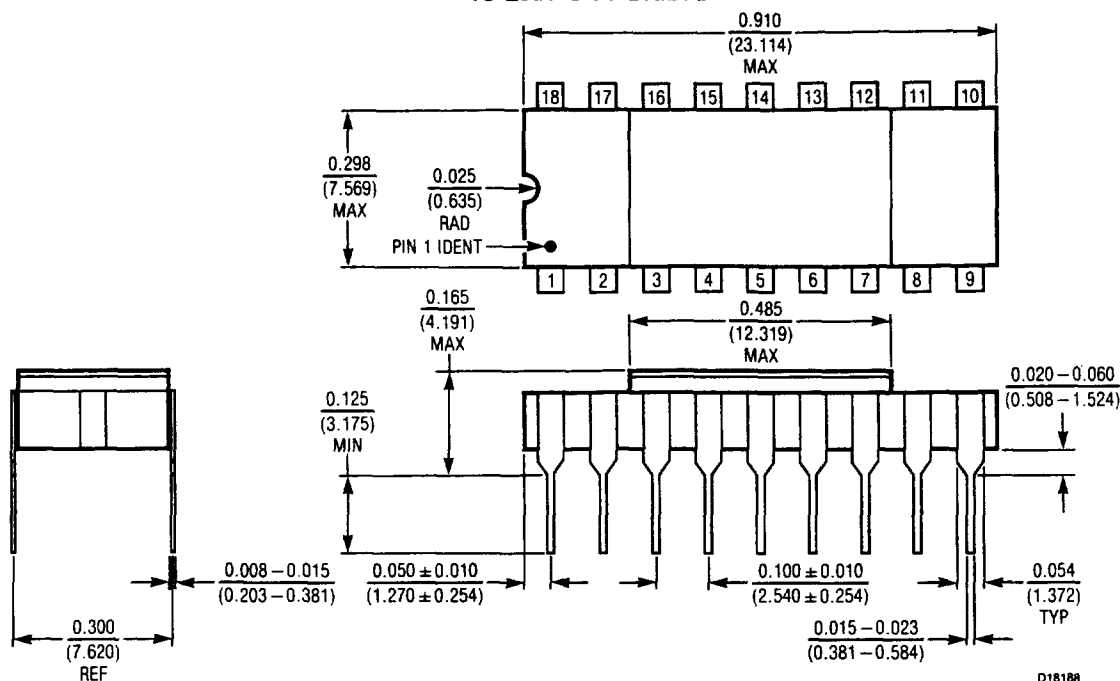 0.910
(23.114)
MAX
18 17 16 15 14 13 12 11 10
0.298
(7.569)
MAX
0.025
(0.635)
RAD
PIN 1 IDENT
1 2 3 4 5 6 7 8 9
0.165
(4.191)
MAX
0.485
(12.319)
MAX
0.020 – 0.060
(0.508 – 1.524)
0.125
(3.175)
MIN
0.008 – 0.015
(0.203 – 0.381)
0.050 ± 0.010
(1.270 ± 0.254)
0.100 ± 0.010
(2.540 ± 0.254)
0.054
(1.372)
TYP
0.300
(7.620)
REF
0.015 – 0.023
(0.381 – 0.584)
D18188